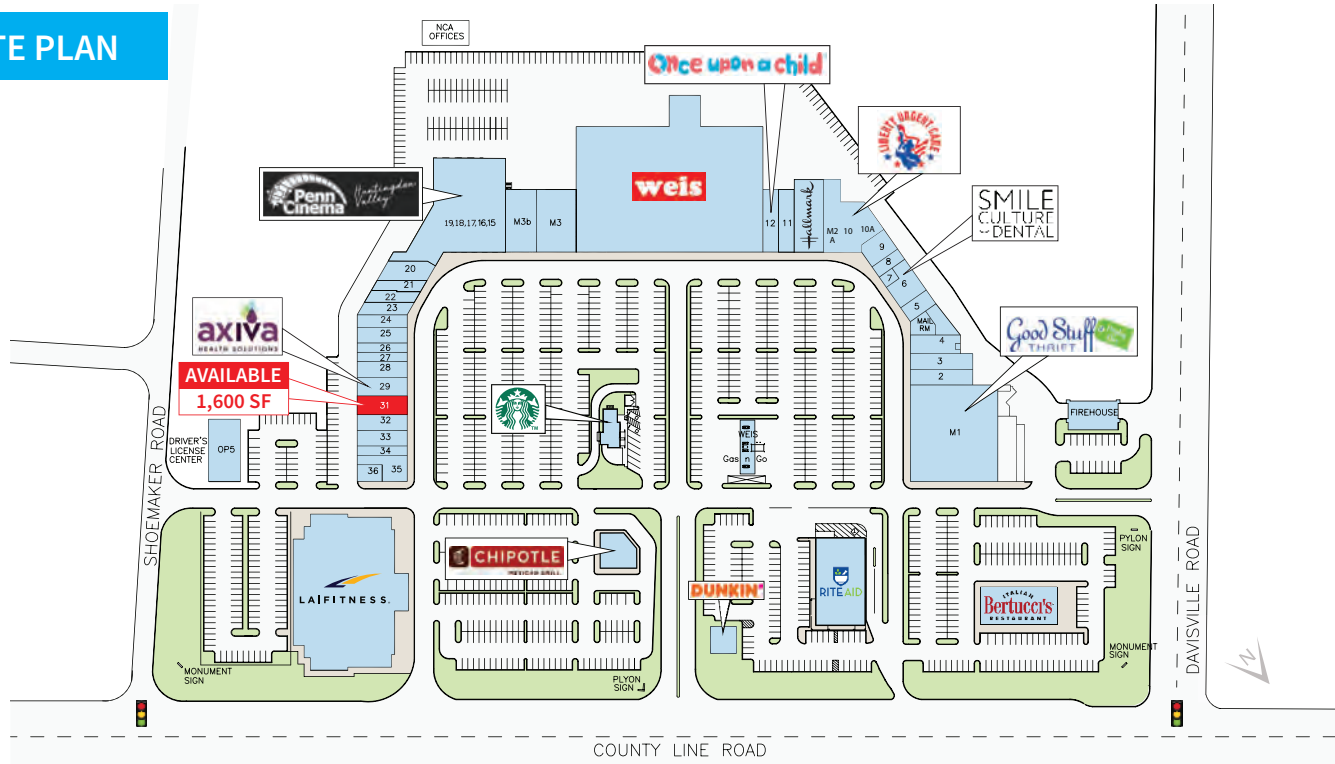 TE PLAN
NCA
OFFICES
Once upon a child
LIBERTY URGENT CARE
Penn
Cinema
Huntingdon
Valley
weis
SMILE
CULTURE
DENTAL
19,18,17,16,15
M3b
M3
12
11
Hallmark
M2
A
10
10A
9
8
7
6
5
MAIL
RM
4
3
2
20
21
22
23
24
25
26
27
28
29
31
32
33
34
35
36
axiva
HEALTH SOLUTIONS
AVAILABLE
1,600 SF
Good Stuff
THRIFT
M1
FIREHOUSE
WEIS
Gas n Go
DRIVER'S
LICENSE
CENTER
OP5
SHOEMAKER ROAD
LA|FITNESS.
CHIPOTLE
MEXICAN GRILL
DUNKIN'
RITE AID
ITALIAN
Bertucci's
RESTAURANT
PYLON
SIGN
MONUMENT
SIGN
DAVISVILLE ROAD
MONUMENT
SIGN
PLYON
SIGN
N
COUNTY LINE ROAD